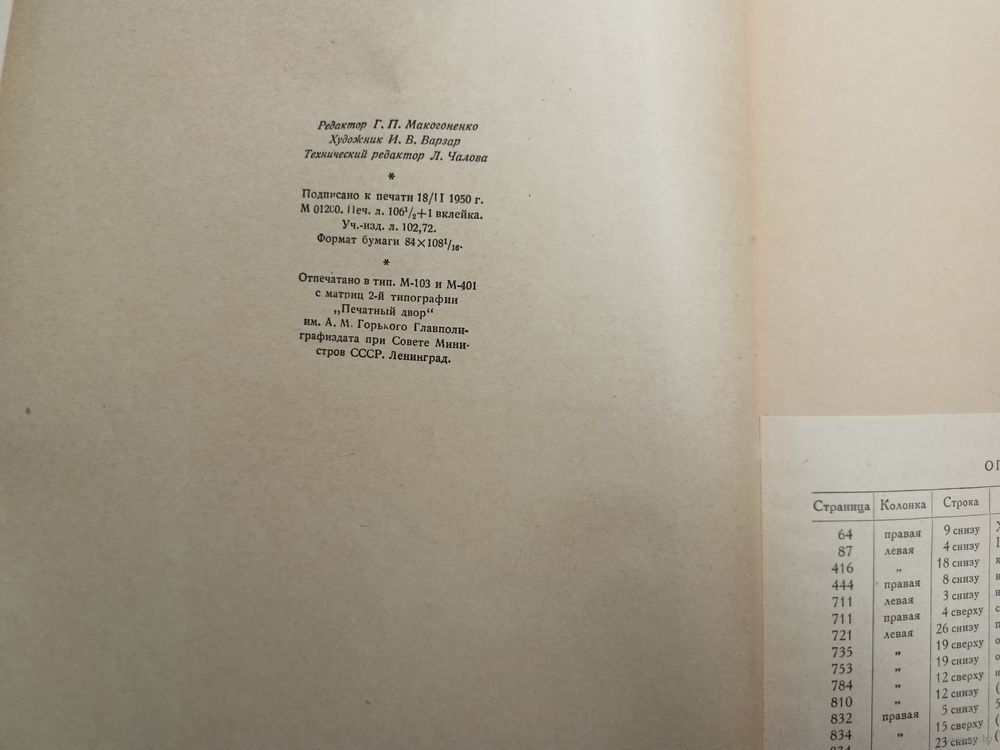 Редактор Г. П. Макогоненко
Художник И. В. Варзар
Технический редактор Л. Чалова
*
Подписано к печати 18/II 1950 г.
М 01200. Печ. л. 106¹/₂+1 вклейка.
Уч.-изд. л. 102,72.
Формат бумаги 84×108¹/₁₆.
*
Отпечатано в тип. М-103 и М-401
с матриц 2-й типографии
„Печатный двор“
им. А. М. Горького Главполи-
графиздата при Совете Мини-
стров СССР. Ленинград.
Страница Колонка Строка
64 правая 9 снизу
87 левая 4 снизу
416 „ 18 снизу
444 правая 8 снизу
711 левая 3 снизу
711 правая 4 сверху
721 левая 26 снизу
735 „ 19 сверху
753 „ 19 снизу
784 „ 12 сверху
810 „ 12 снизу
832 правая 5 снизу
834 „ 15 сверху
23 снизу